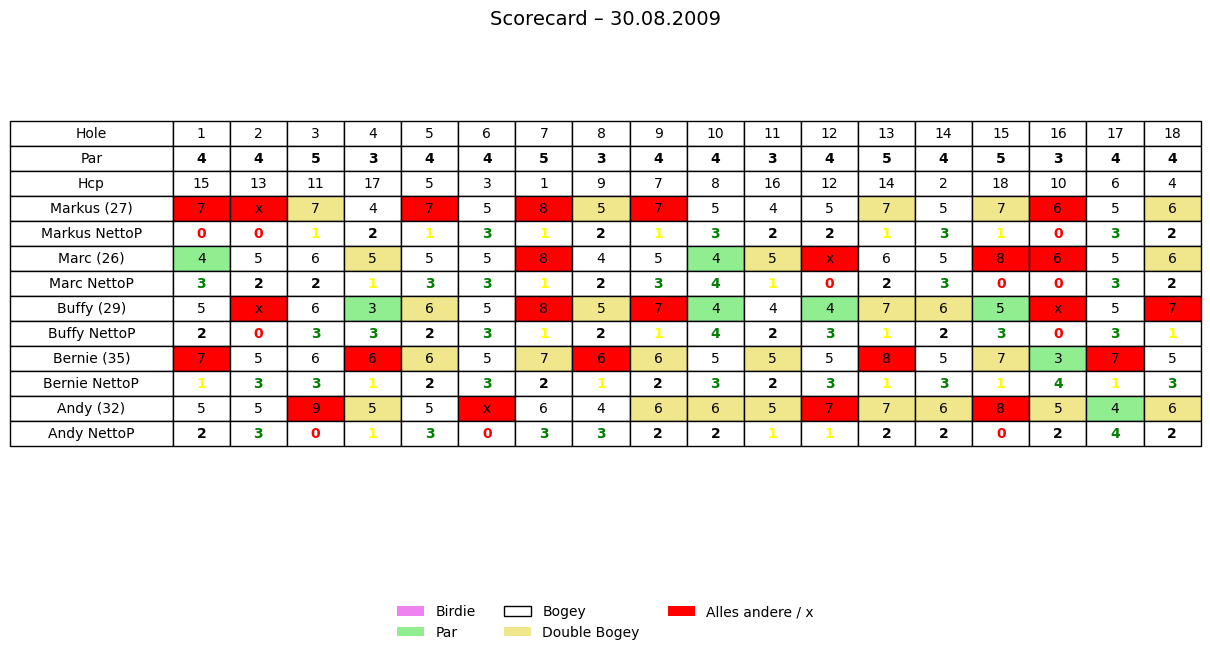 Scorecard – 30.08.2009
Hole 1 2 3 4 5 6 7 8 9 10 11 12 13 14 15 16 17 18
Par 4 4 5 3 4 4 5 3 4 4 3 4 5 4 5 3 4 4
Hcp 15 13 11 17 5 3 1 9 7 8 16 12 14 2 18 10 6 4
Markus (27) 7 x 7 4 7 5 8 5 7 5 4 5 7 5 7 6 5 6
Markus NettoP 0 0 1 2 1 3 1 2 1 3 2 2 1 3 1 0 3 2
Marc (26) 4 5 6 5 5 5 8 4 5 4 5 x 6 5 8 6 5 6
Marc NettoP 3 2 2 1 3 3 1 2 3 4 1 0 2 3 0 0 3 2
Buffy (29) 5 x 6 3 6 5 8 5 7 4 4 4 7 6 5 x 5 7
Buffy NettoP 2 0 3 3 2 3 1 2 1 4 2 3 1 2 3 0 3 1
Bernie (35) 7 5 6 6 6 5 7 6 6 5 5 5 8 5 7 3 7 5
Bernie NettoP 1 3 3 1 2 3 2 1 2 3 2 3 1 3 1 4 1 3
Andy (32) 5 5 9 5 5 x 6 4 6 6 5 7 7 6 8 5 4 6
Andy NettoP 2 3 0 1 3 0 3 3 2 2 1 1 2 2 0 2 4 2
Birdie Bogey Alles andere / x
Par Double Bogey